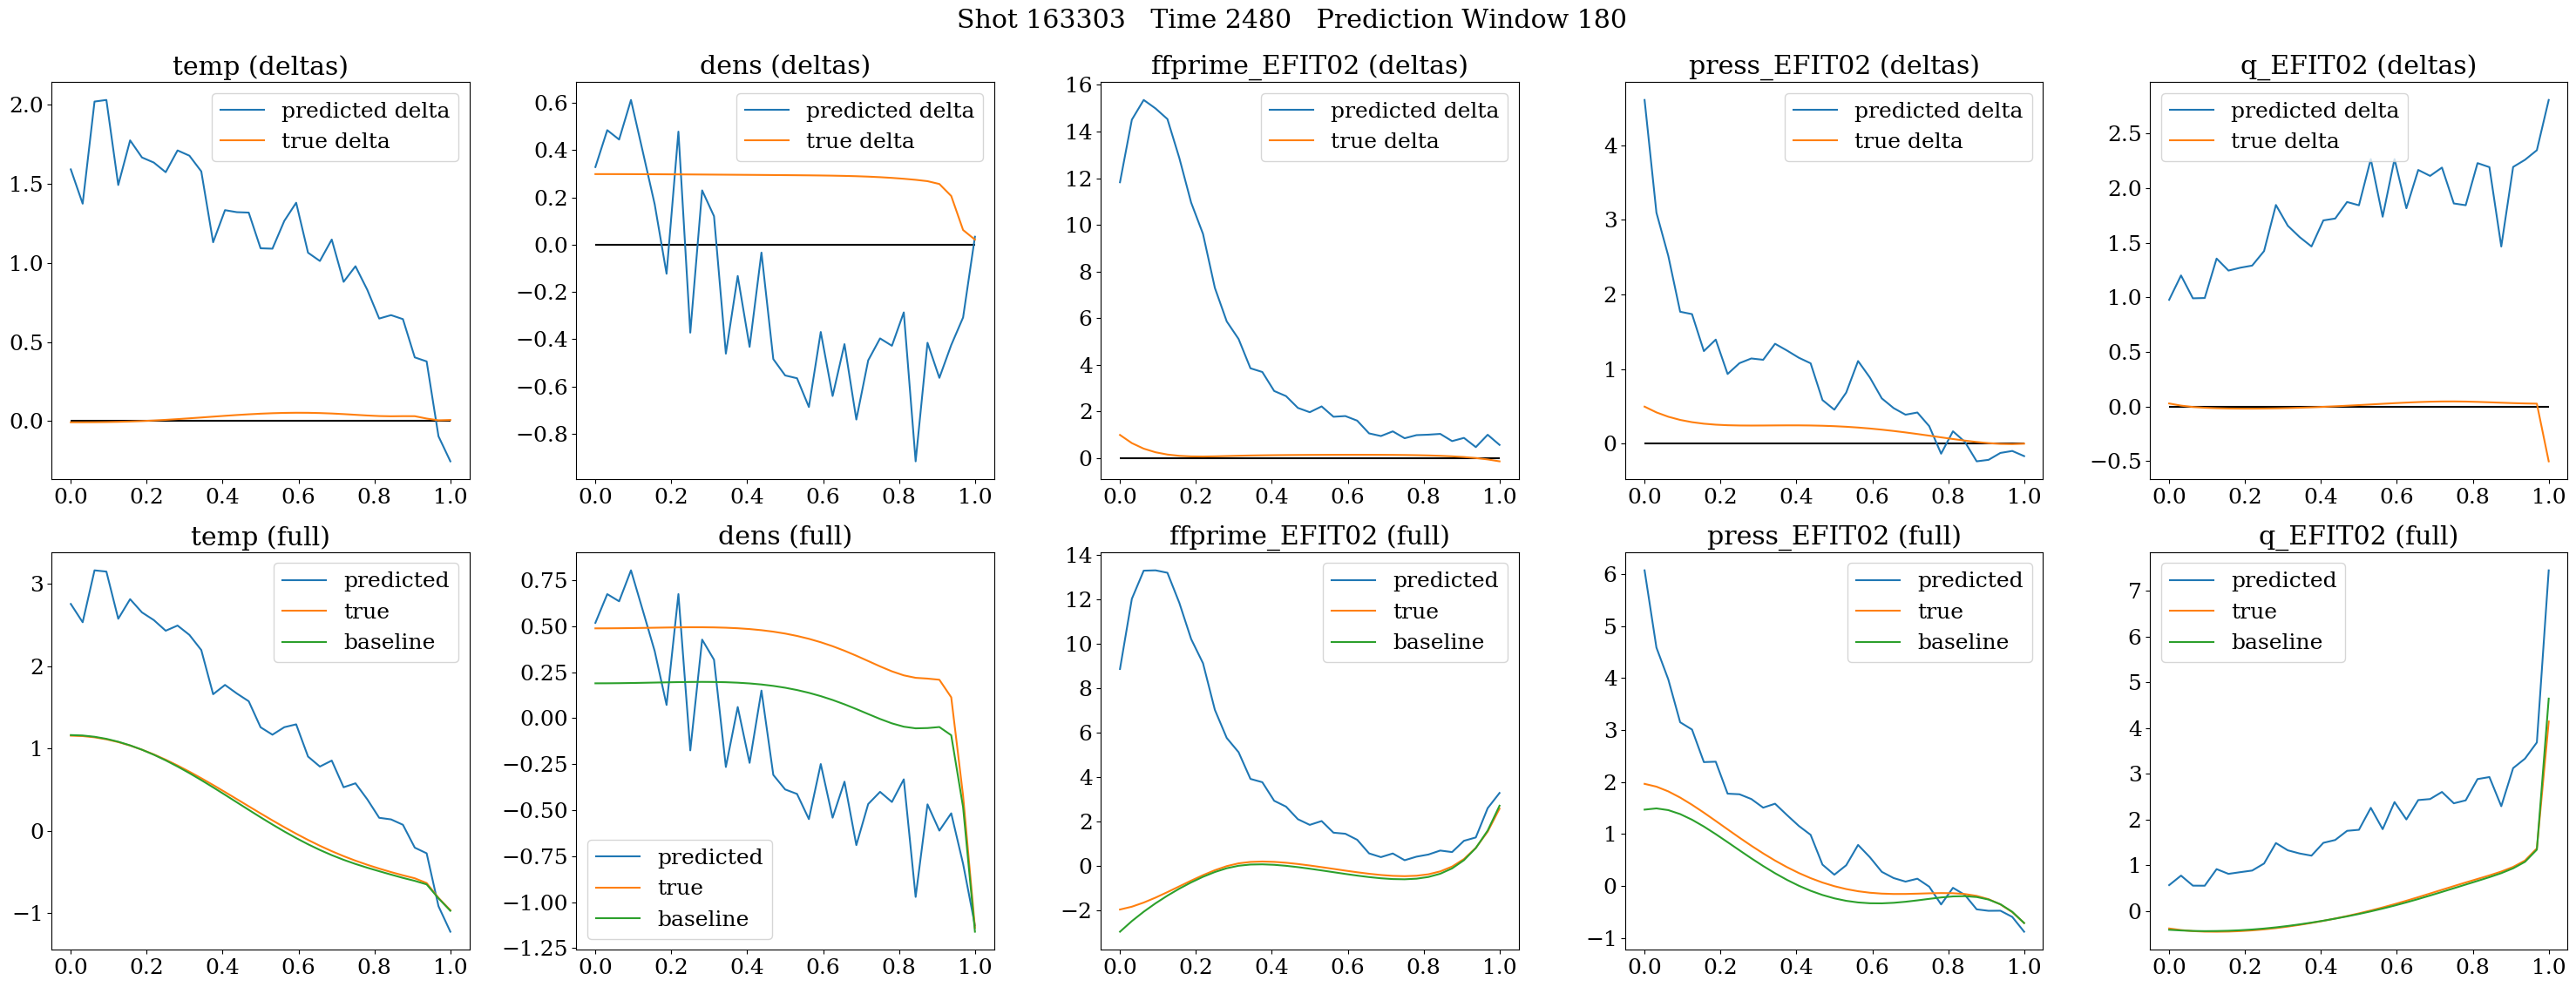 Shot 163303   Time 2480   Prediction Window 180
temp (deltas)
2.0
1.5
1.0
0.5
0.0
0.0 0.2 0.4 0.6 0.8 1.0
predicted delta
true delta
dens (deltas)
0.6
0.4
0.2
0.0
−0.2
−0.4
−0.6
−0.8
0.0 0.2 0.4 0.6 0.8 1.0
predicted delta
true delta
ffprime_EFIT02 (deltas)
16
14
12
10
8
6
4
2
0
0.0 0.2 0.4 0.6 0.8 1.0
predicted delta
true delta
press_EFIT02 (deltas)
4
3
2
1
0
0.0 0.2 0.4 0.6 0.8 1.0
predicted delta
true delta
q_EFIT02 (deltas)
2.5
2.0
1.5
1.0
0.5
0.0
−0.5
0.0 0.2 0.4 0.6 0.8 1.0
predicted delta
true delta
temp (full)
3
2
1
0
−1
0.0 0.2 0.4 0.6 0.8 1.0
predicted
true
baseline
dens (full)
0.75
0.50
0.25
0.00
−0.25
−0.50
−0.75
−1.00
−1.25
0.0 0.2 0.4 0.6 0.8 1.0
predicted
true
baseline
ffprime_EFIT02 (full)
14
12
10
8
6
4
2
0
−2
0.0 0.2 0.4 0.6 0.8 1.0
predicted
true
baseline
press_EFIT02 (full)
6
5
4
3
2
1
0
−1
0.0 0.2 0.4 0.6 0.8 1.0
predicted
true
baseline
q_EFIT02 (full)
7
6
5
4
3
2
1
0
0.0 0.2 0.4 0.6 0.8 1.0
predicted
true
baseline